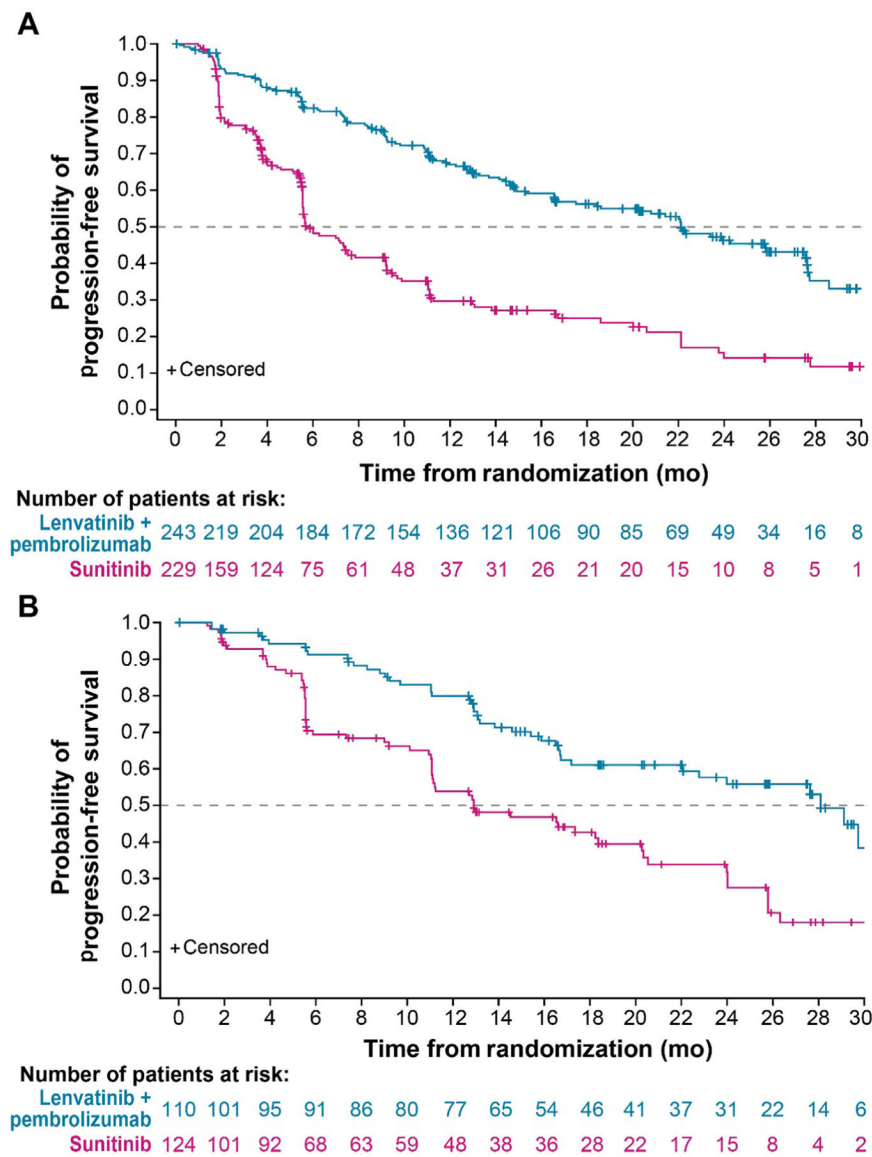 A
1.0
0.9
0.8
0.7
0.6
0.5
0.4
0.3
0.2
0.1
0.0
Probability of
progression-free survival
+ Censored
0 2 4 6 8 10 12 14 16 18 20 22 24 26 28 30
Time from randomization (mo)
Number of patients at risk:
Lenvatinib +
pembrolizumab 243 219 204 184 172 154 136 121 106 90 85 69 49 34 16 8
Sunitinib 229 159 124 75 61 48 37 31 26 21 20 15 10 8 5 1
B
1.0
0.9
0.8
0.7
0.6
0.5
0.4
0.3
0.2
0.1
0.0
Probability of
progression-free survival
+ Censored
0 2 4 6 8 10 12 14 16 18 20 22 24 26 28 30
Time from randomization (mo)
Number of patients at risk:
Lenvatinib +
pembrolizumab 110 101 95 91 86 80 77 65 54 46 41 37 31 22 14 6
Sunitinib 124 101 92 68 63 59 48 38 36 28 22 17 15 8 4 2